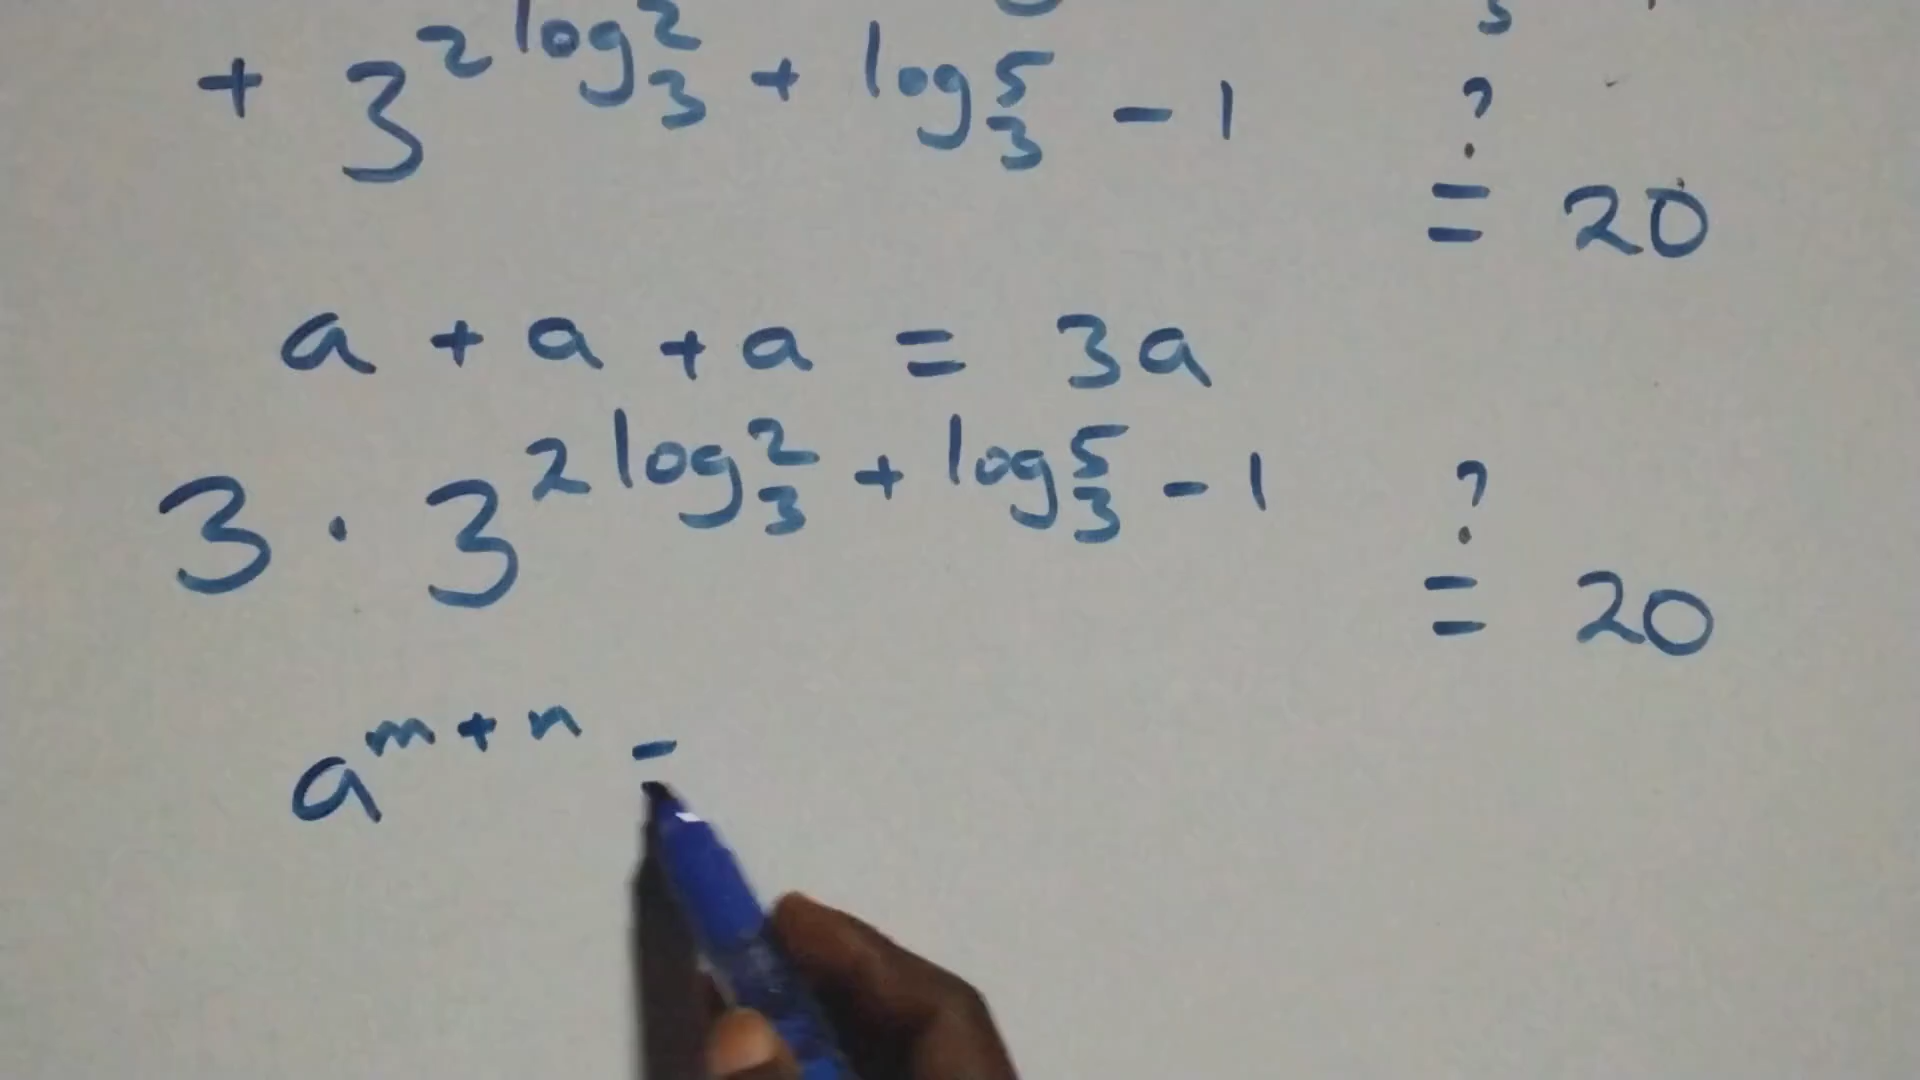 + 3^{2 log_3 2 + log_3 5 - 1} ?= 20
a + a + a = 3a
3 · 3^{2 log_3 2 + log_3 5 - 1} ?= 20
a^{m+n} =